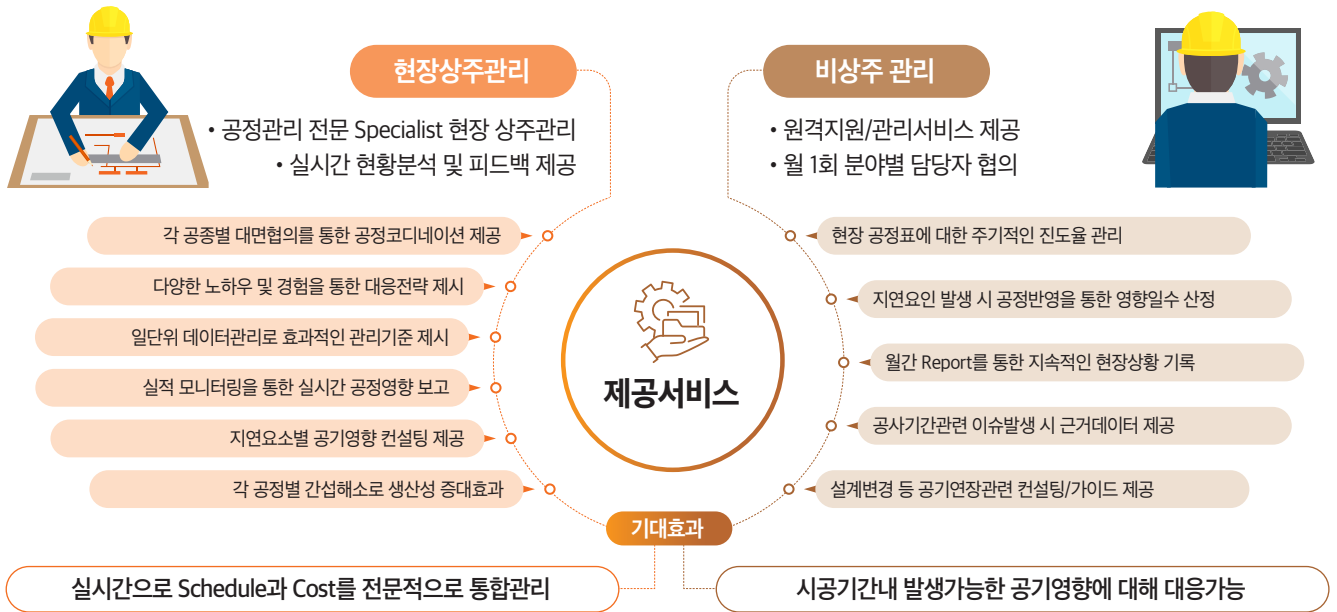 현장상주관리
• 공정관리 전문 Specialist 현장 상주관리
• 실시간 현황분석 및 피드백 제공
비상주 관리
• 원격지원/관리서비스 제공
• 월 1회 분야별 담당자 협의
각 공종별 대면협의를 통한 공정코디네이션 제공
다양한 노하우 및 경험을 통한 대응전략 제시
일단위 데이터관리로 효과적인 관리기준 제시
실적 모니터링을 통한 실시간 공정영향 보고
지연요소별 공기영향 컨설팅 제공
각 공정별 간섭해소로 생산성 증대효과
제공서비스
현장 공정표에 대한 주기적인 진도율 관리
지연요인 발생 시 공정반영을 통한 영향일수 산정
월간 Report를 통한 지속적인 현장상황 기록
공사기간관련 이슈발생 시 근거데이터 제공
설계변경 등 공기연장관련 컨설팅/가이드 제공
기대효과
실시간으로 Schedule과 Cost를 전문적으로 통합관리
시공기간내 발생가능한 공기영향에 대해 대응가능